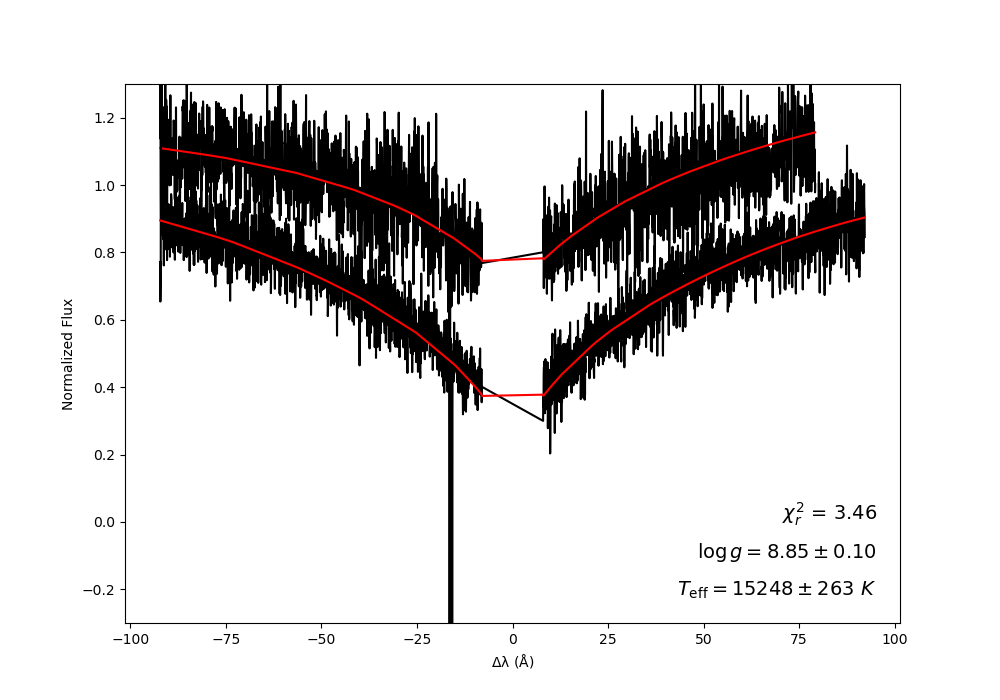 1.2
1.0
0.8
0.6
0.4
0.2
0.0
−0.2
Normalized Flux
χ²ᵣ = 3.46
log g = 8.85 ± 0.10
T_eff = 15248 ± 263 K
−100 −75 −50 −25 0 25 50 75 100
Δλ (Å)